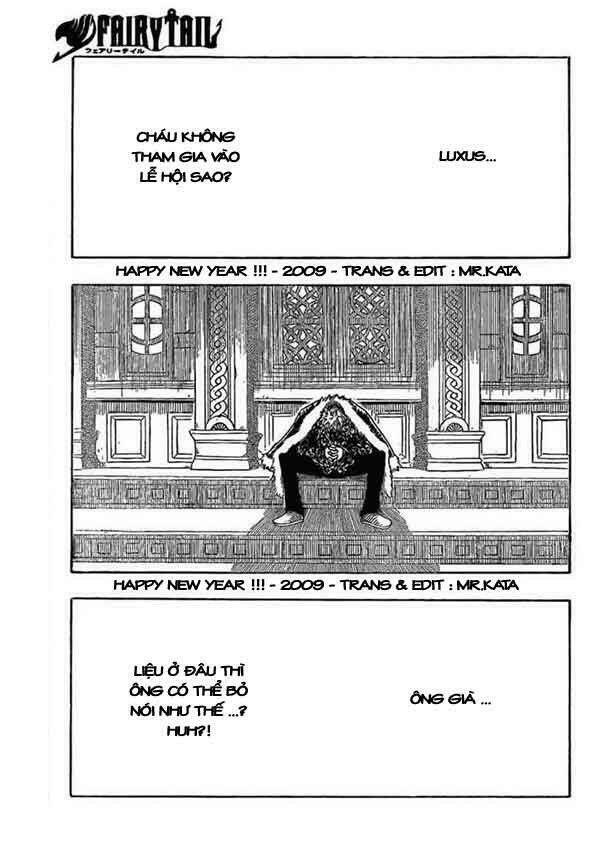 FAIRY TAIL
フェアリーテイル
LUXUS...
CHÁU KHÔNG
THAM GIA VÀO
LỄ HỘI SAO?
HAPPY NEW YEAR !!! - 2009 - TRANS & EDIT : MR.KATA
HAPPY NEW YEAR !!! - 2009 - TRANS & EDIT : MR.KATA
ÔNG GIÀ ...
LIỆU Ở ĐÂU THÌ
ÔNG CÓ THỂ BỎ
NÓI NHƯ THẾ ...?
HUH?!